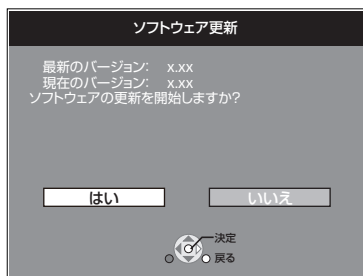 ソフトウェア更新
最新のバージョン: x.xx
現在のバージョン: x.xx
ソフトウェアの更新を開始しますか?
はい いいえ
決定
戻る